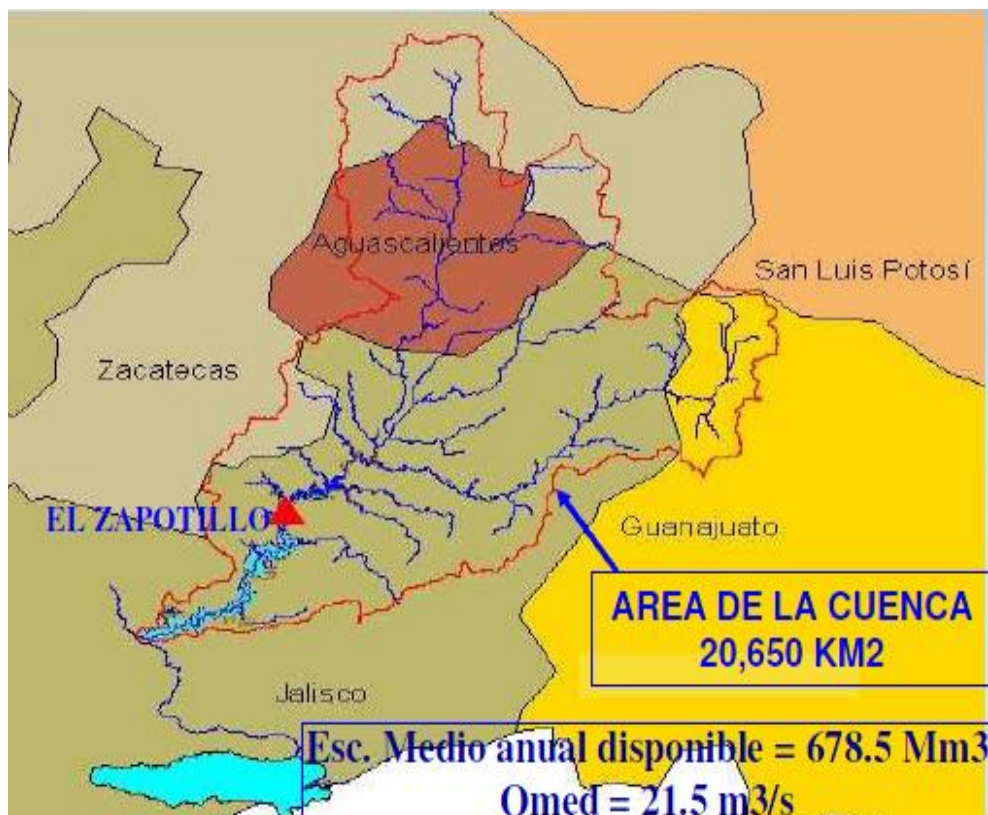 Aguascalientes
San Luis Potosí
Zacatecas
EL ZAPOTILLO
Guanajuato
AREA DE LA CUENCA
20,650 KM2
Jalisco
Esc. Medio anual disponible = 678.5 Mm3
Qmed = 21.5 m3/s